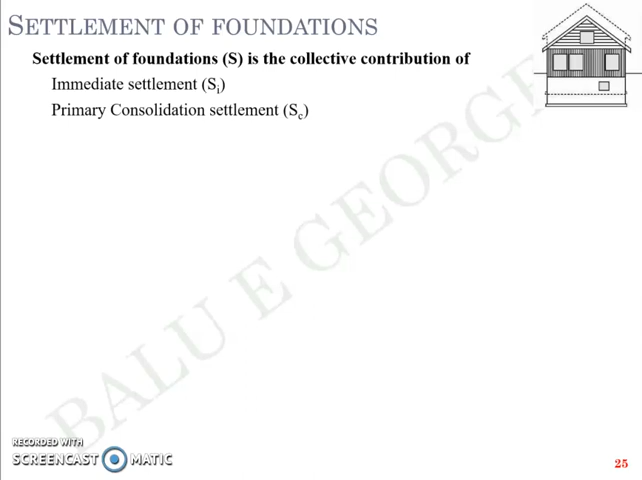 SETTLEMENT OF FOUNDATIONS
Settlement of foundations (S) is the collective contribution of
Immediate settlement (Si)
Primary Consolidation settlement (Sc)
BALU E GEORGE
RECORDED WITH
SCREENCAST MATIC
25